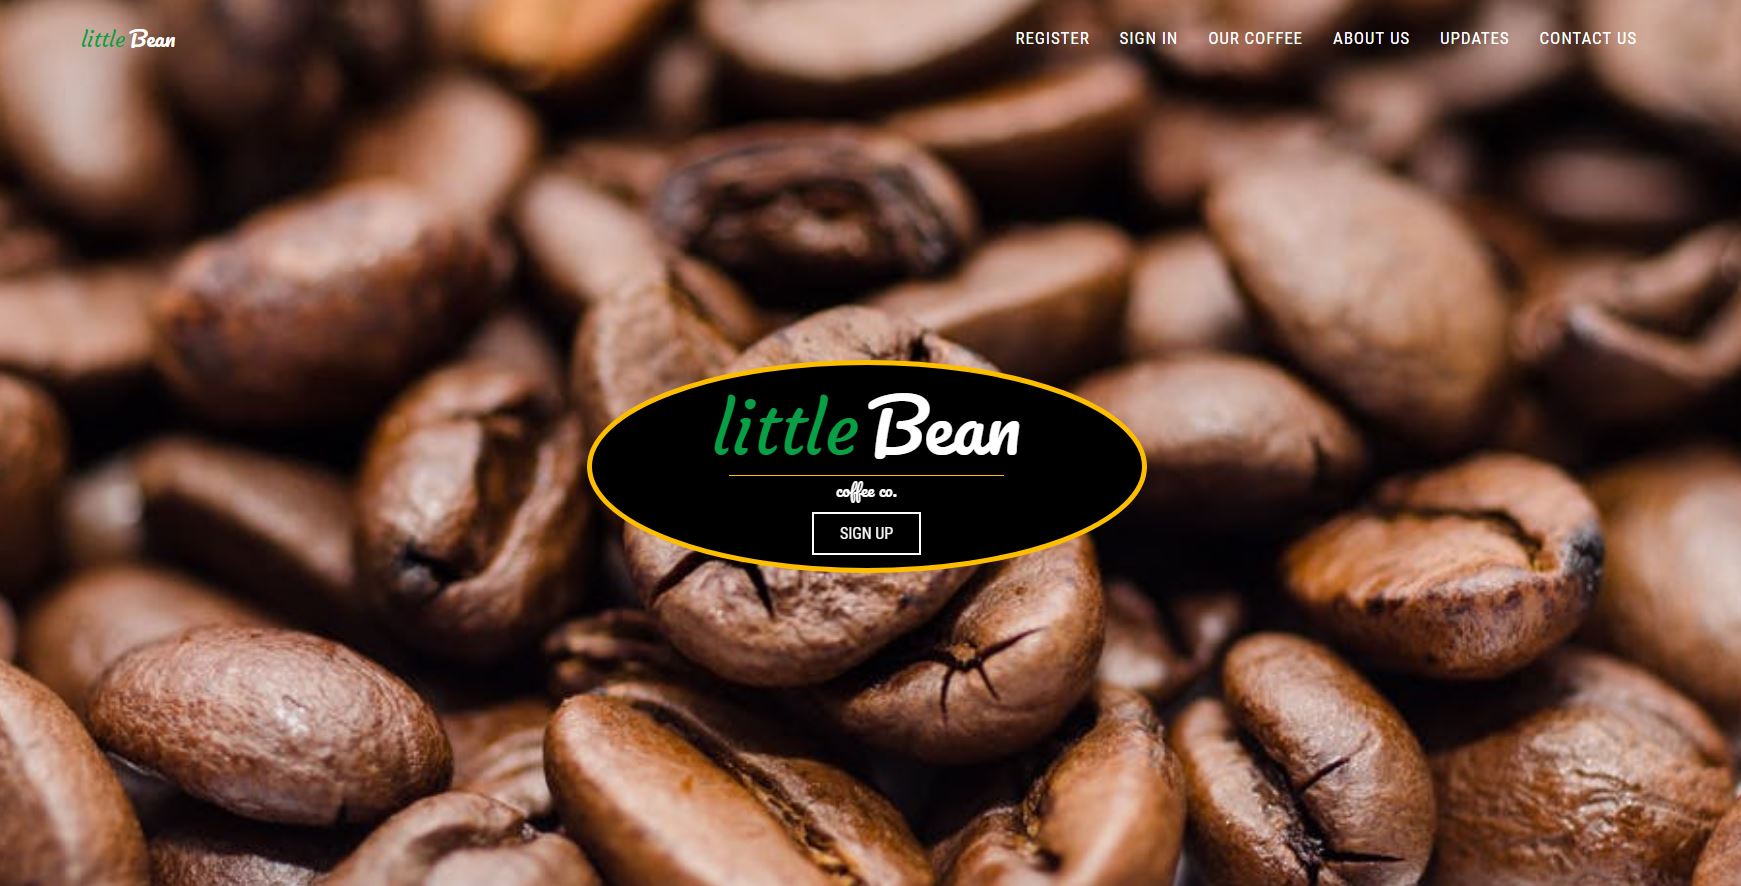 little Bean
REGISTER SIGN IN OUR COFFEE ABOUT US UPDATES CONTACT US
little Bean
coffee co.
SIGN UP